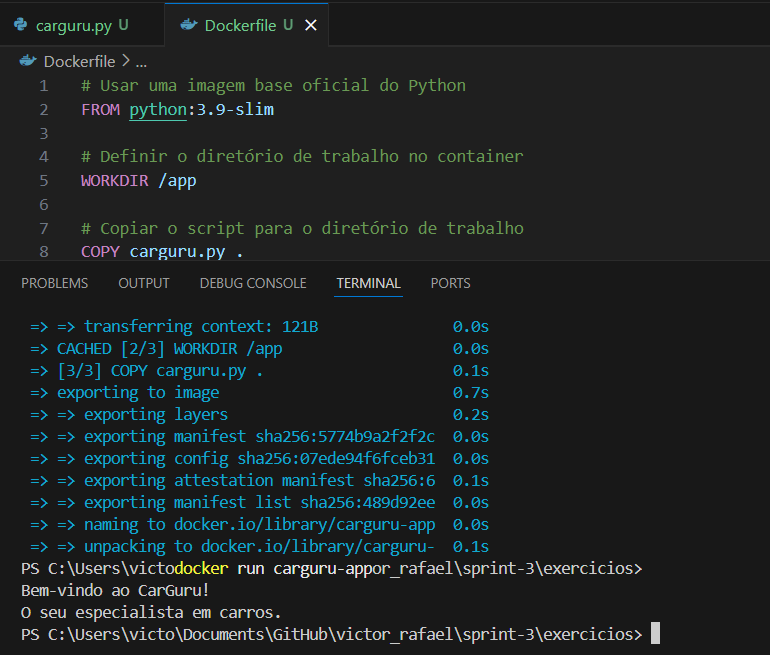 carguru.py U
Dockerfile U
Dockerfile > ...
1 # Usar uma imagem base oficial do Python
2 FROM python:3.9-slim
3
4 # Definir o diretório de trabalho no container
5 WORKDIR /app
6
7 # Copiar o script para o diretório de trabalho
8 COPY carguru.py .
PROBLEMS OUTPUT DEBUG CONSOLE TERMINAL PORTS
=> => transferring context: 121B 0.0s
=> CACHED [2/3] WORKDIR /app 0.0s
=> [3/3] COPY carguru.py . 0.1s
=> exporting to image 0.7s
=> => exporting layers 0.2s
=> => exporting manifest sha256:5774b9a2f2f2c 0.0s
=> => exporting config sha256:07ede94f6fceb31 0.0s
=> => exporting attestation manifest sha256:6 0.1s
=> => exporting manifest list sha256:489d92ee 0.0s
=> => naming to docker.io/library/carguru-app 0.0s
=> => unpacking to docker.io/library/carguru- 0.1s
PS C:\Users\victodocker run carguru-appor_rafael\sprint-3\exercicios>
Bem-vindo ao CarGuru!
O seu especialista em carros.
PS C:\Users\victo\Documents\GitHub\victor_rafael\sprint-3\exercicios>